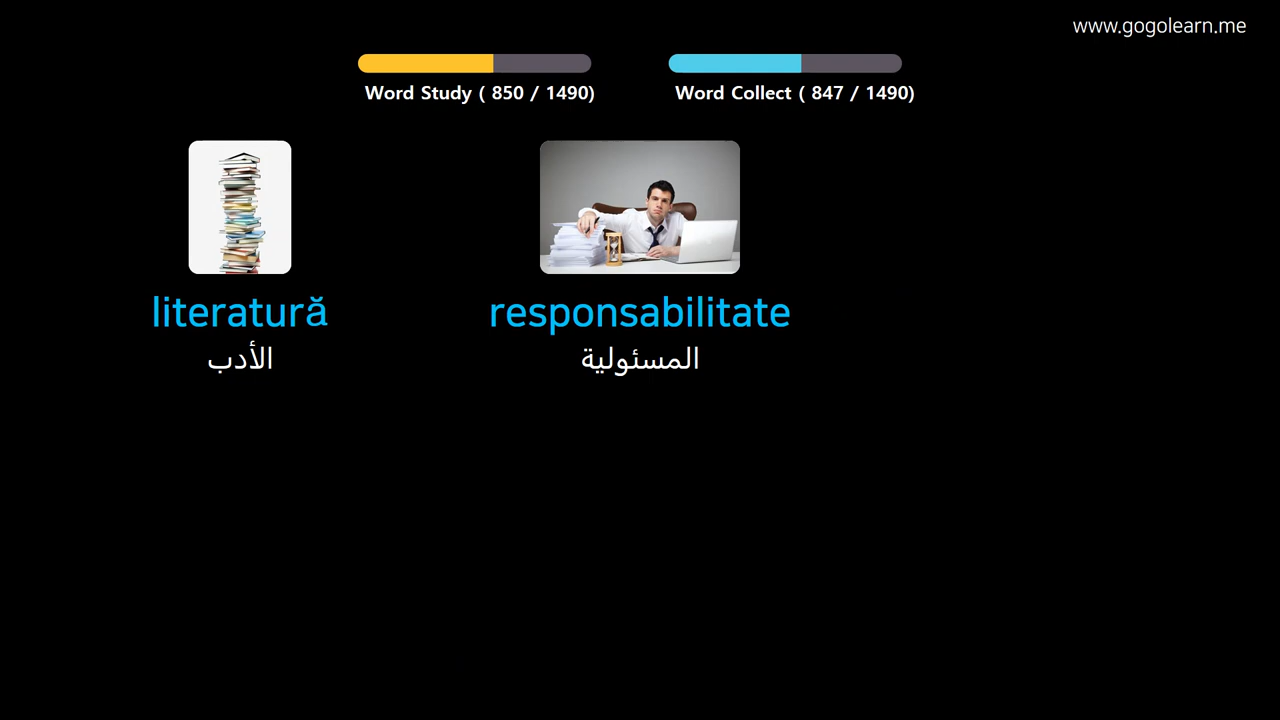 www.gogolearn.me
Word Study ( 850 / 1490)
Word Collect ( 847 / 1490)
literatură
الأدب
responsabilitate
المسئولية